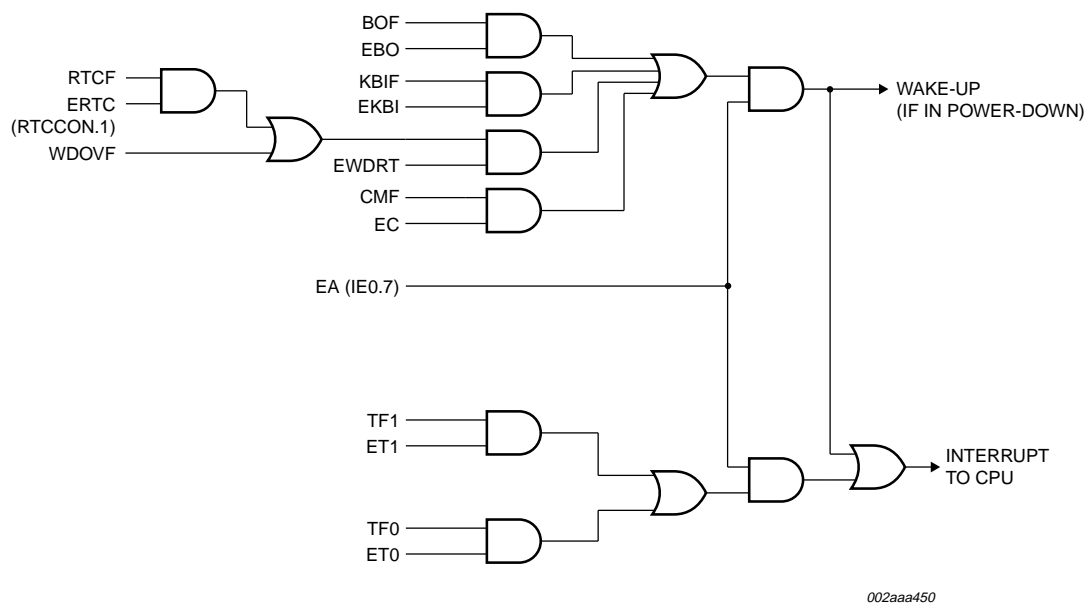 BOF
EBO
RTCF
ERTC
(RTCCON.1)
WDOVF
KBIF
EKBI
EWDRT
CMF
EC
WAKE-UP
(IF IN POWER-DOWN)
EA (IE0.7)
TF1
ET1
TF0
ET0
INTERRUPT
TO CPU
002aaa450